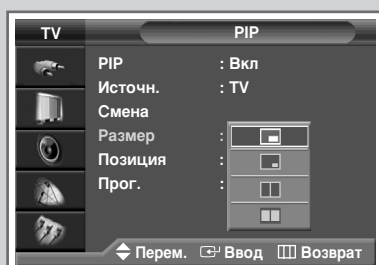 TV PIP
PIP : Вкл
Источн. : TV
Смена
Размер :
Позиция :
Прог. :
Перем. Ввод Возврат